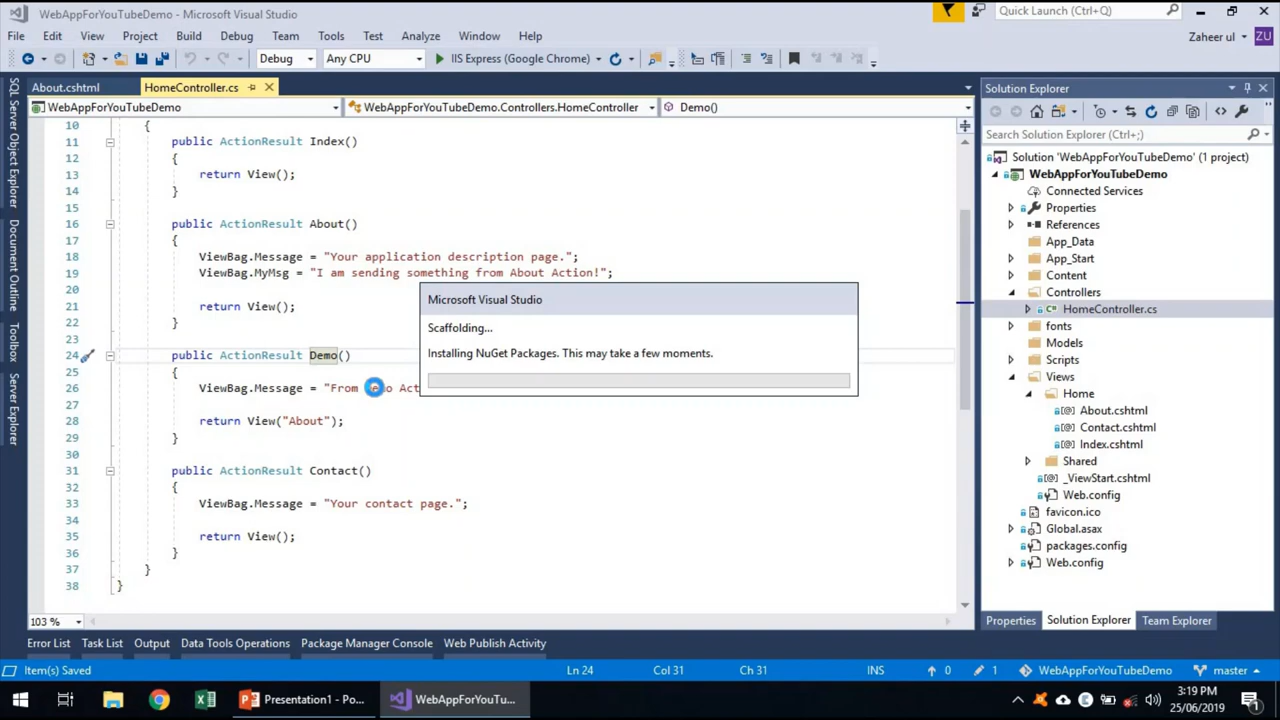 WebAppForYouTubeDemo - Microsoft Visual Studio
Quick Launch (Ctrl+Q)
File Edit View Project Build Debug Team Tools Test Analyze Window Help
Zaheer ul ZU
Debug Any CPU IIS Express (Google Chrome)
About.cshtml HomeController.cs
WebAppForYouTubeDemo WebAppForYouTubeDemo.Controllers.HomeController Demo()
SQL Server Object Explorer
Document Outline
Toolbox
Server Explorer
10 {
11 public ActionResult Index()
12 {
13 return View();
14 }
15
16 public ActionResult About()
17 {
18 ViewBag.Message = "Your application description page.";
19 ViewBag.MyMsg = "I am sending something from About Action!";
20
21 return View();
22 }
23
24 public ActionResult Demo()
25 {
26 ViewBag.Message = "From Act
27
28 return View("About");
29 }
30
31 public ActionResult Contact()
32 {
33 ViewBag.Message = "Your contact page.";
34
35 return View();
36 }
37 }
38 }
Microsoft Visual Studio
Scaffolding...
Installing NuGet Packages. This may take a few moments.
103 %
Solution Explorer
Search Solution Explorer (Ctrl+;)
Solution 'WebAppForYouTubeDemo' (1 project)
WebAppForYouTubeDemo
Connected Services
Properties
References
App_Data
App_Start
Content
Controllers
C# HomeController.cs
fonts
Models
Scripts
Views
Home
[@] About.cshtml
[@] Contact.cshtml
[@] Index.cshtml
Shared
[@] _ViewStart.cshtml
Web.config
favicon.ico
Global.asax
packages.config
Web.config
Properties Solution Explorer Team Explorer
Error List Task List Output Data Tools Operations Package Manager Console Web Publish Activity
Item(s) Saved Ln 24 Col 31 Ch 31 INS 0 1 WebAppForYouTubeDemo master
Presentation1 - Po... WebAppForYouTu...
3:19 PM
25/06/2019
1